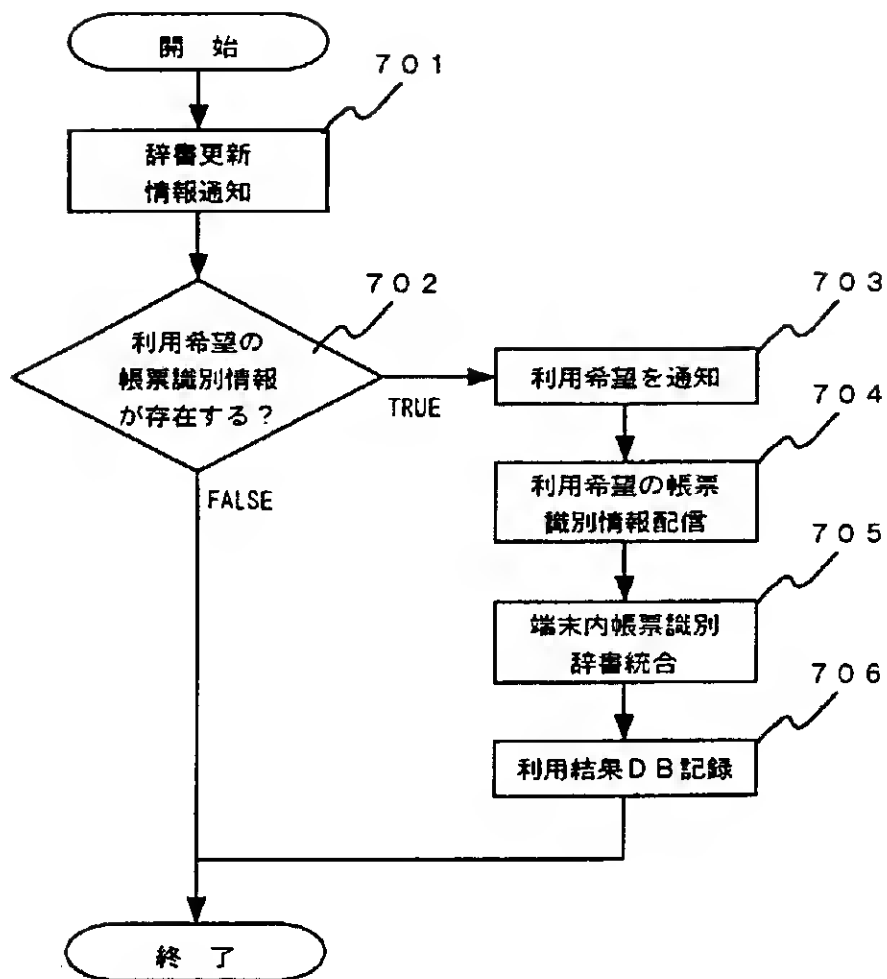 開 始
701
辞書更新
情報通知
702
利用希望の
帳票識別情報
が存在する?
TRUE
FALSE
703
利用希望を通知
704
利用希望の帳票
識別情報配信
705
端末内帳票識別
辞書統合
706
利用結果DB記録
終 了